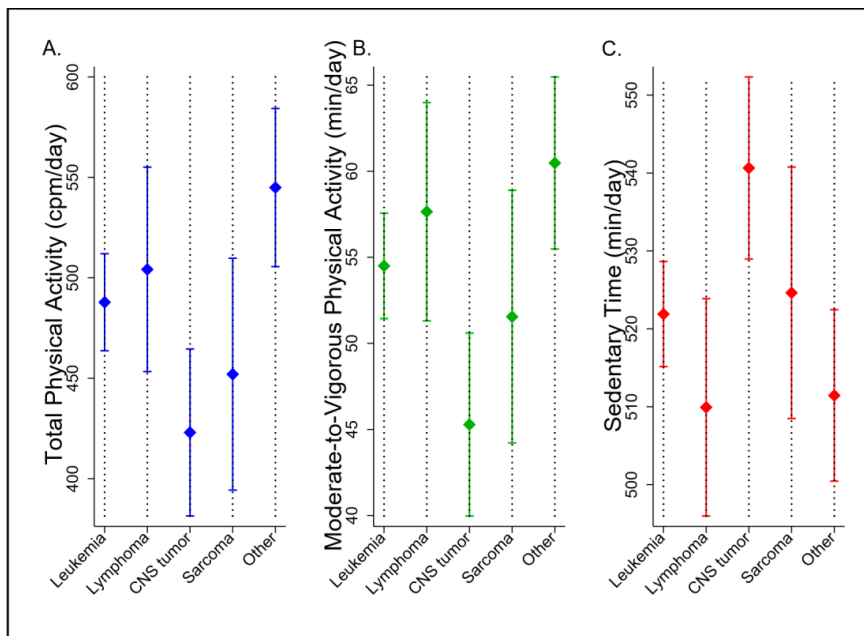 A.
Total Physical Activity (cpm/day)
600
550
500
450
400
Leukemia
Lymphoma
CNS tumor
Sarcoma
Other
B.
Moderate-to-Vigorous Physical Activity (min/day)
65
60
55
50
45
40
Leukemia
Lymphoma
CNS tumor
Sarcoma
Other
C.
Sedentary Time (min/day)
550
540
530
520
510
500
Leukemia
Lymphoma
CNS tumor
Sarcoma
Other